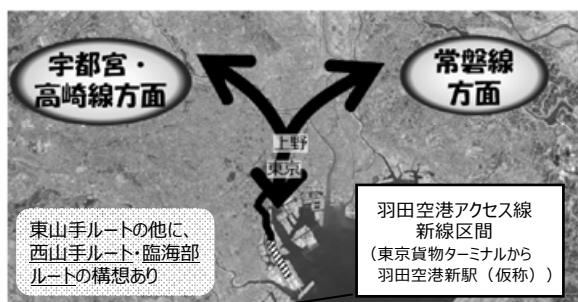 宇都宮・
高崎線方面
常磐線
方面
上野
東京
東山手ルートの他に、
西山手ルート・臨海部
ルートの構想あり
羽田空港アクセス線
新線区間
（東京貨物ターミナルから
羽田空港新駅（仮称））